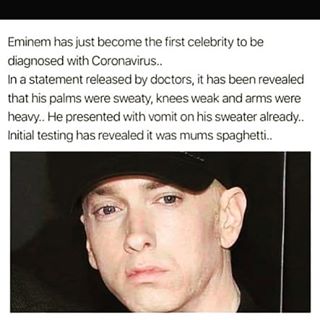 Eminem has just become the first celebrity to be
diagnosed with Coronavirus..
In a statement released by doctors, it has been revealed
that his palms were sweaty, knees weak and arms were
heavy.. He presented with vomit on his sweater already..
Initial testing has revealed it was mums spaghetti..